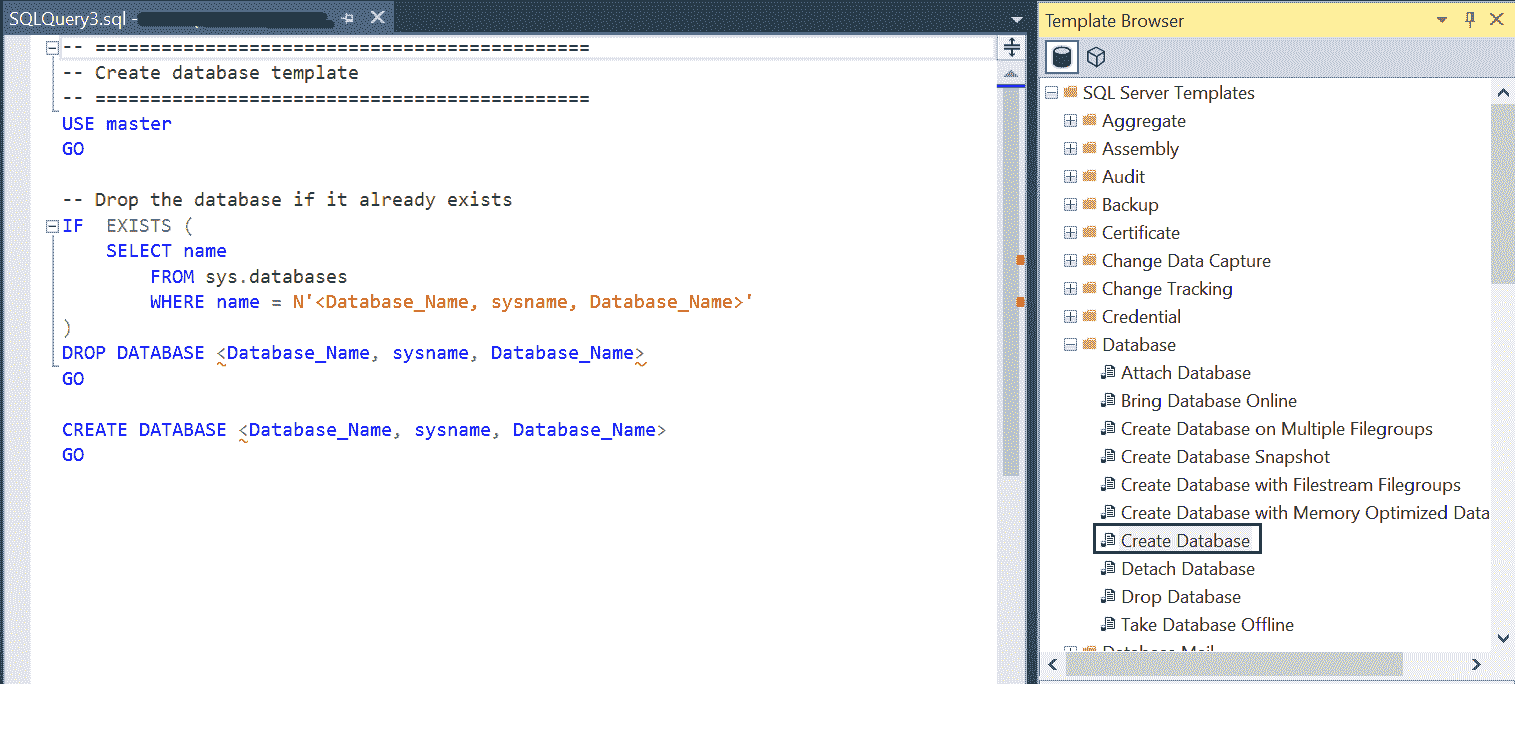 SQLQuery3.sql -
-- =============================================
-- Create database template
-- =============================================
USE master
GO
-- Drop the database if it already exists
IF  EXISTS (
    SELECT name
        FROM sys.databases
        WHERE name = N'<Database_Name, sysname, Database_Name>'
)
DROP DATABASE <Database_Name, sysname, Database_Name>
GO
CREATE DATABASE <Database_Name, sysname, Database_Name>
GO
Template Browser
SQL Server Templates
Aggregate
Assembly
Audit
Backup
Certificate
Change Data Capture
Change Tracking
Credential
Database
Attach Database
Bring Database Online
Create Database on Multiple Filegroups
Create Database Snapshot
Create Database with Filestream Filegroups
Create Database with Memory Optimized Data
Create Database
Detach Database
Drop Database
Take Database Offline
Database Mail